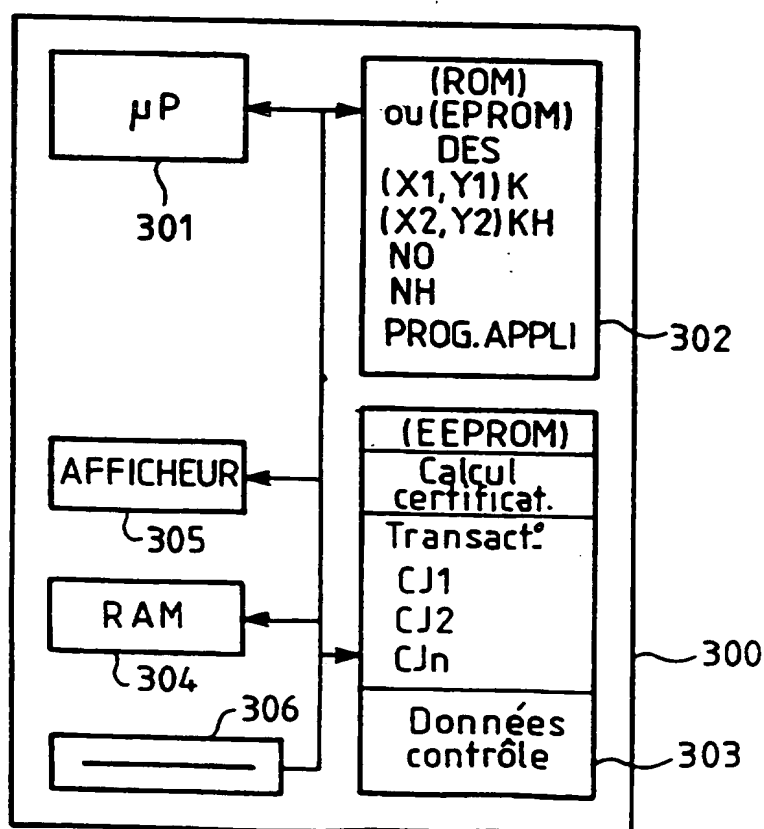 µP
301
(ROM)
ou (EPROM)
DES
(X1,Y1)K
(X2,Y2)KH
NO
NH
PROG.APPLI
302
AFFICHEUR
305
RAM
304
306
(EEPROM)
Calcul
certificat.
Transact.º
CJ1
CJ2
CJn
300
Données
contrôle
303